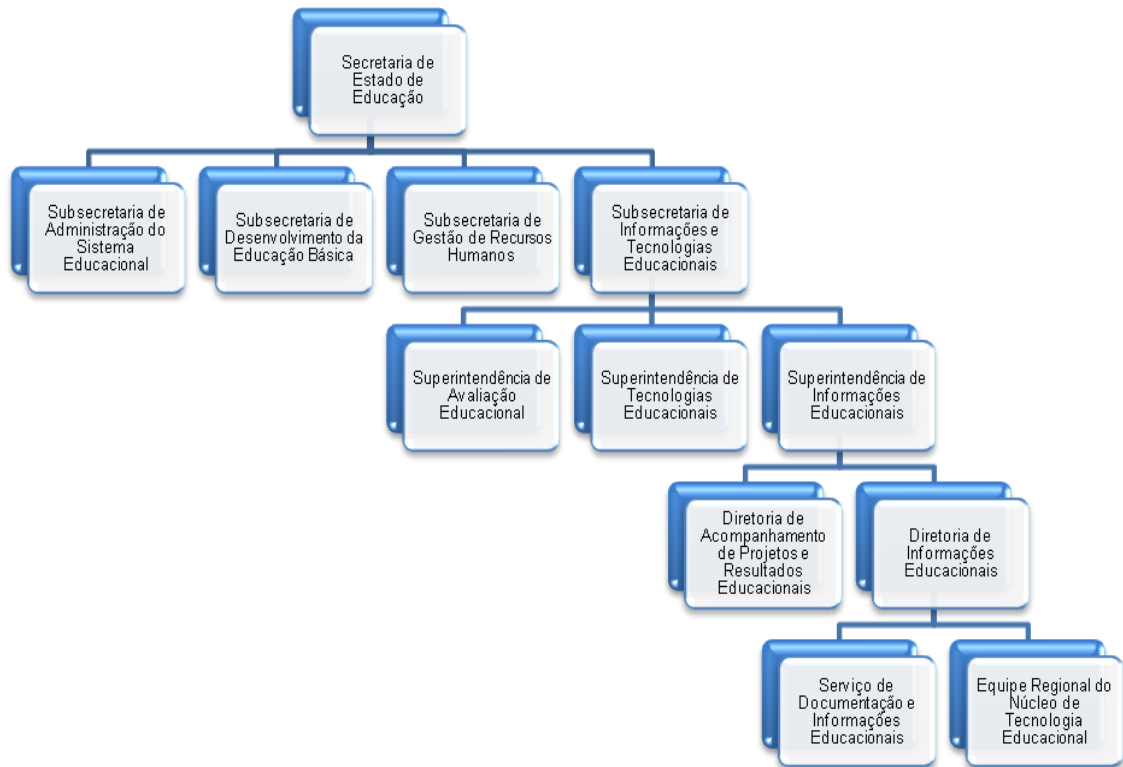 Secretaria de
Estado de
Educação
Subsecretaria de
Administração do
Sistema
Educacional
Subsecretaria de
Desenvolvimento da
Educação Básica
Subsecretaria de
Gestão de Recursos
Humanos
Subsecretaria de
Informações e
Tecnologias
Educacionais
Superintendência de
Avaliação
Educacional
Superintendência de
Tecnologias
Educacionais
Superintendência de
Informações
Educacionais
Diretoria de
Acompanhamento
de Projetos e
Resultados
Educacionais
Diretoria de
Informações
Educacionais
Serviço de
Documentação e
Informações
Educacionais
Equipe Regional do
Núcleo de
Tecnologia
Educacional